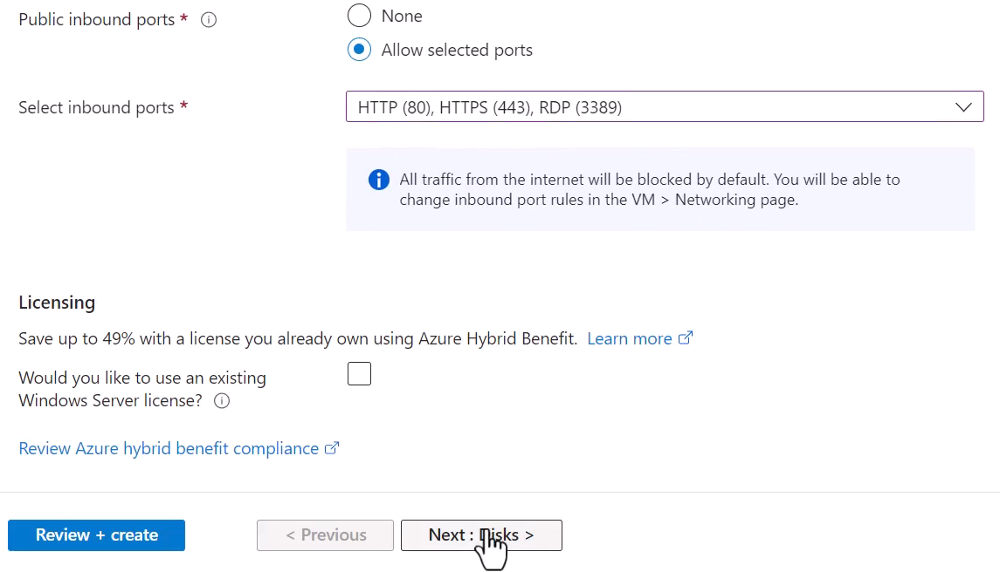 Public inbound ports *
None
Allow selected ports
Select inbound ports *
HTTP (80), HTTPS (443), RDP (3389)
All traffic from the internet will be blocked by default. You will be able to
change inbound port rules in the VM > Networking page.
Licensing
Save up to 49% with a license you already own using Azure Hybrid Benefit. Learn more
Would you like to use an existing
Windows Server license?
Review Azure hybrid benefit compliance
Review + create
< Previous
Next : Disks >